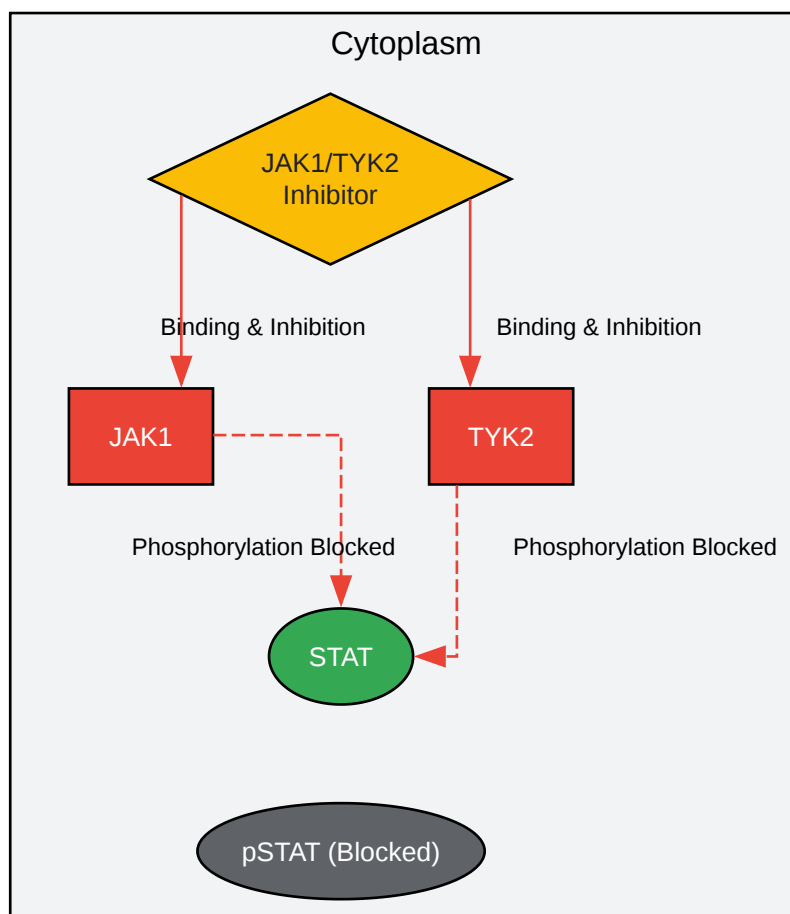 Cytoplasm
JAK1/TYK2
Inhibitor
Binding & Inhibition
Binding & Inhibition
JAK1
TYK2
Phosphorylation Blocked
Phosphorylation Blocked
STAT
pSTAT (Blocked)